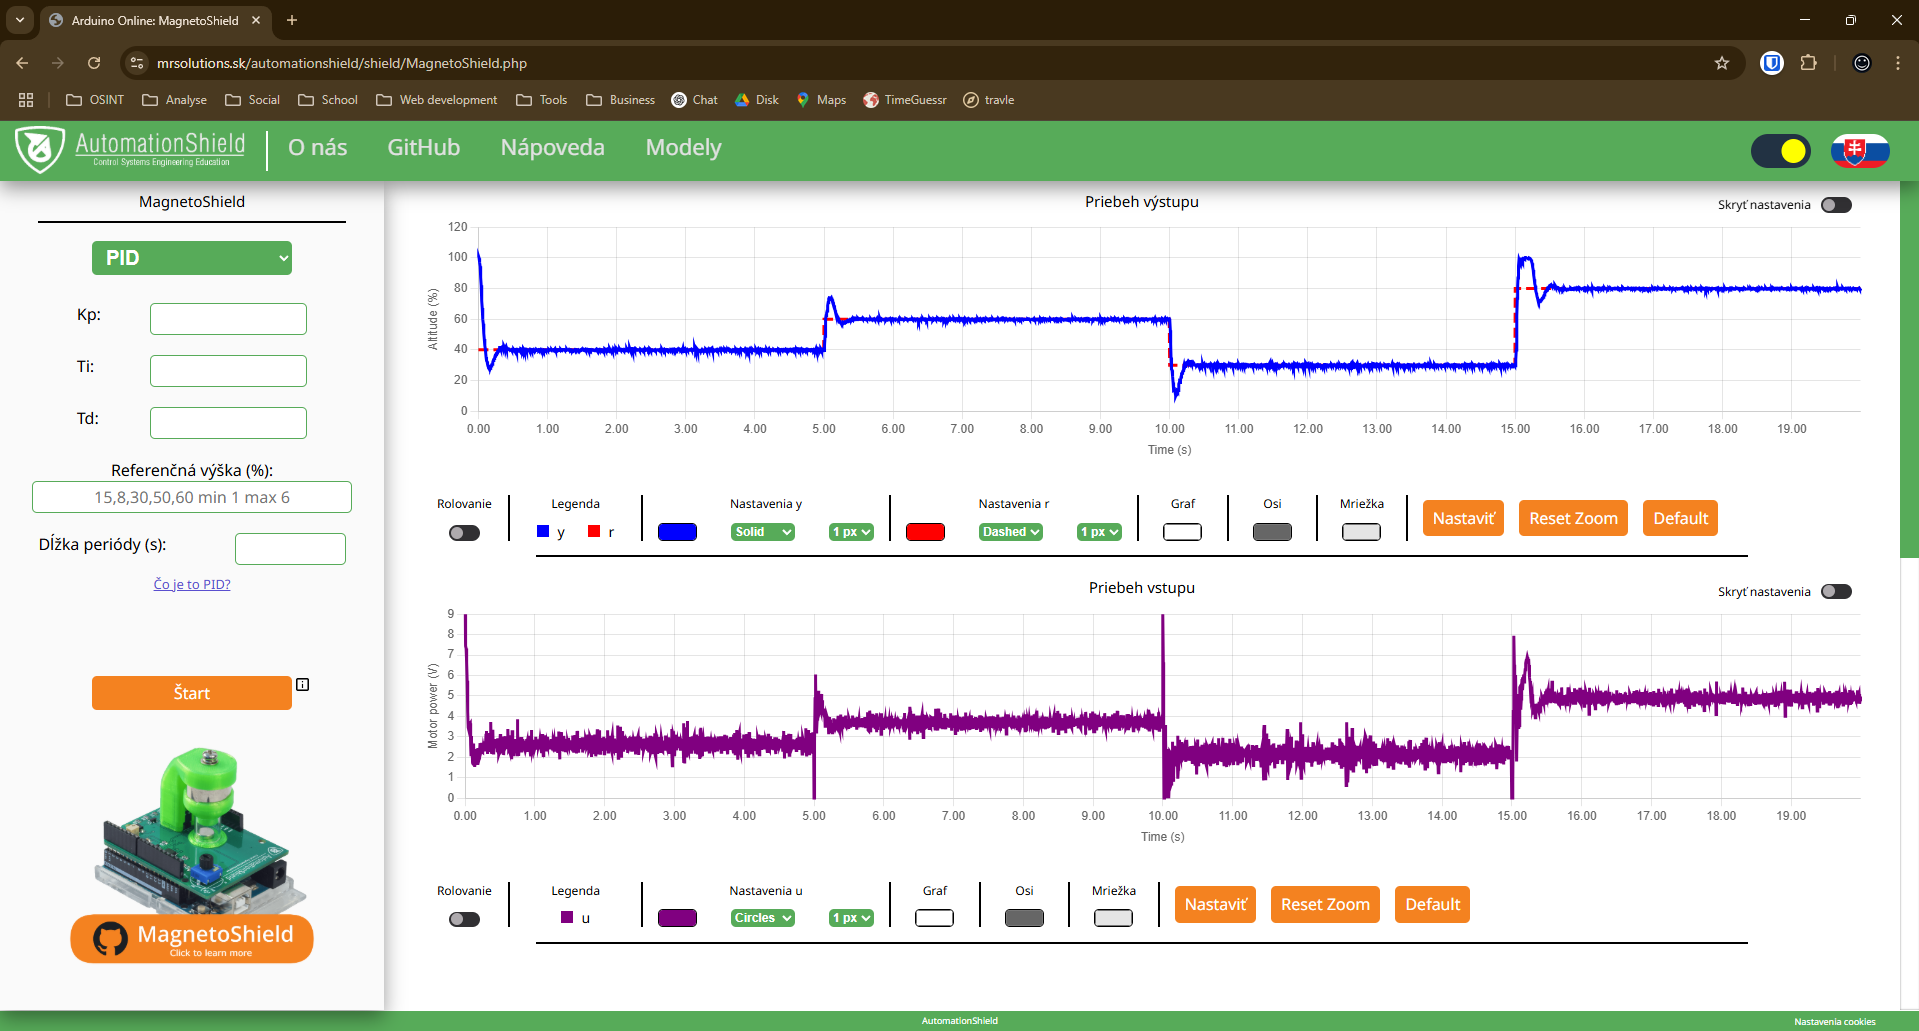 Arduino Online: MagnetoShield
mrsolutions.sk/automationshield/shield/MagnetoShield.php
OSINT Analyse Social School Web development Tools Business Chat Disk Maps TimeGuessr travle
AutomationShield
Control Systems Engineering Education
O nás GitHub Nápoveda Modely
MagnetoShield
PID
Kp:
Ti:
Td:
Referenčná výška (%):
15,8,30,50,60 min 1 max 6
Dĺžka periódy (s):
Čo je to PID?
Štart
i
MagnetoShield
Click to learn more
Priebeh výstupu
Skryť nastavenia
120
100
80
60
40
20
0
Altitude (%)
0.00 1.00 2.00 3.00 4.00 5.00 6.00 7.00 8.00 9.00 10.00 11.00 12.00 13.00 14.00 15.00 16.00 17.00 18.00 19.00
Time (s)
Rolovanie Legenda Nastavenia y Nastavenia r Graf Osi Mriežka
y r Solid 1 px Dashed 1 px
Nastaviť Reset Zoom Default
Priebeh vstupu
Skryť nastavenia
9
8
7
6
5
4
3
2
1
0
Motor power (V)
0.00 1.00 2.00 3.00 4.00 5.00 6.00 7.00 8.00 9.00 10.00 11.00 12.00 13.00 14.00 15.00 16.00 17.00 18.00 19.00
Time (s)
Rolovanie Legenda Nastavenia u Graf Osi Mriežka
u Circles 1 px
Nastaviť Reset Zoom Default
AutomationShield
Nastavenia cookies